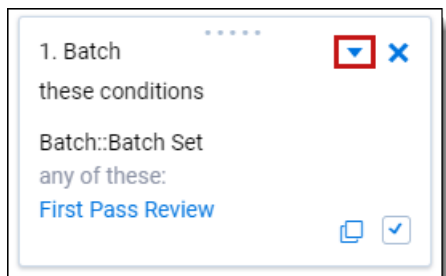 1. Batch
these conditions
Batch::Batch Set
any of these:
First Pass Review